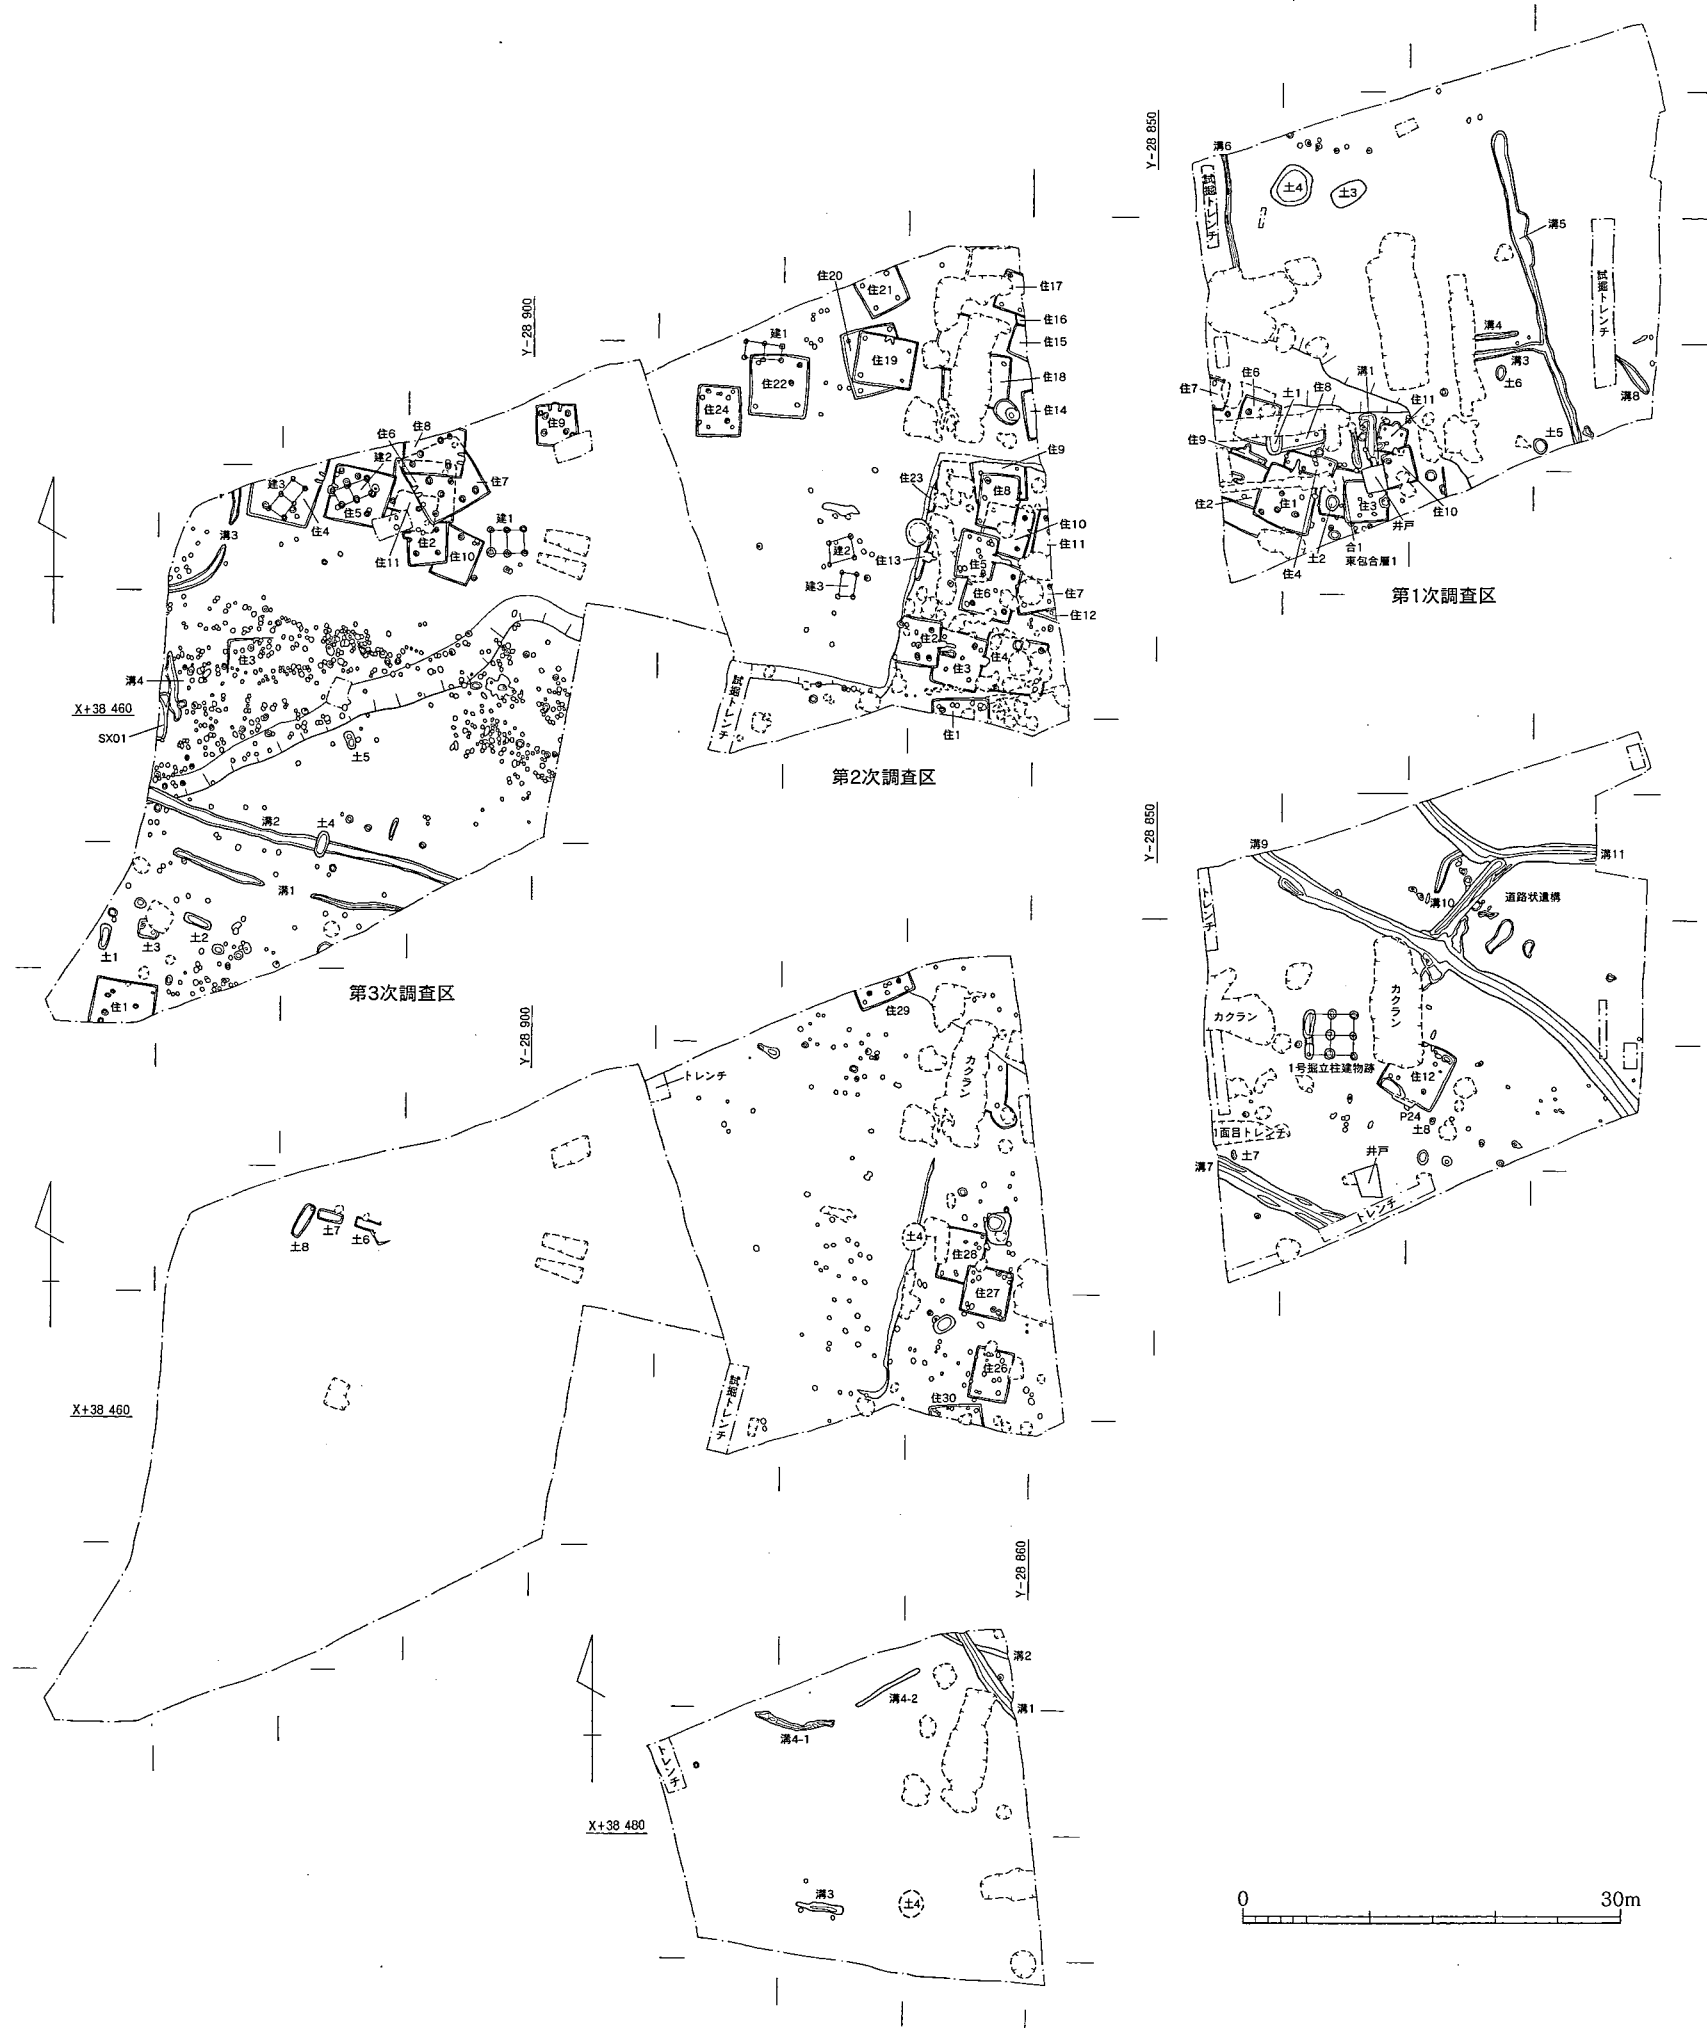 Y-28 850
溝6
試掘トレンチ
土4
土3
溝5
試掘トレンチ
溝4
溝3
土6
溝8
土5
溝1
住11
住7
住6
土1
住8
住9
住2
住1
住3
住10
井戸
合1
土2
東包含層1
住4
第1次調査区
住20
住21
住17
住16
住15
建1
住19
住22
住18
住24
住14
住9
住23
住8
住10
住11
住13
住5
建2
建3
住6
住7
住12
住2
住4
住3
住1
試掘トレンチ
第2次調査区
Y-28 900
住9
住8
住6
建2
住7
建3
住5
住4
建1
住2
住10
住11
溝3
住3
溝4
X+38 460
SX01
土5
溝2
土4
溝1
土2
土3
土1
住1
第3次調査区
Y-28 850
溝9
溝11
トレンチ
溝10
道路状遺構
カクラン
カクラン
1号掘立柱建物跡
住12
P24
土8
1面目トレンチ
土7
井戸
溝7
トレンチ
Y-28 900
住29
トレンチ
カクラン
土4
住28
住27
住26
住30
試掘トレンチ
土8
土7
土6
X+38 460
Y-28 860
溝2
溝4-2
溝1
溝4-1
トレンチ
X+38 480
溝3
土4
0 30m